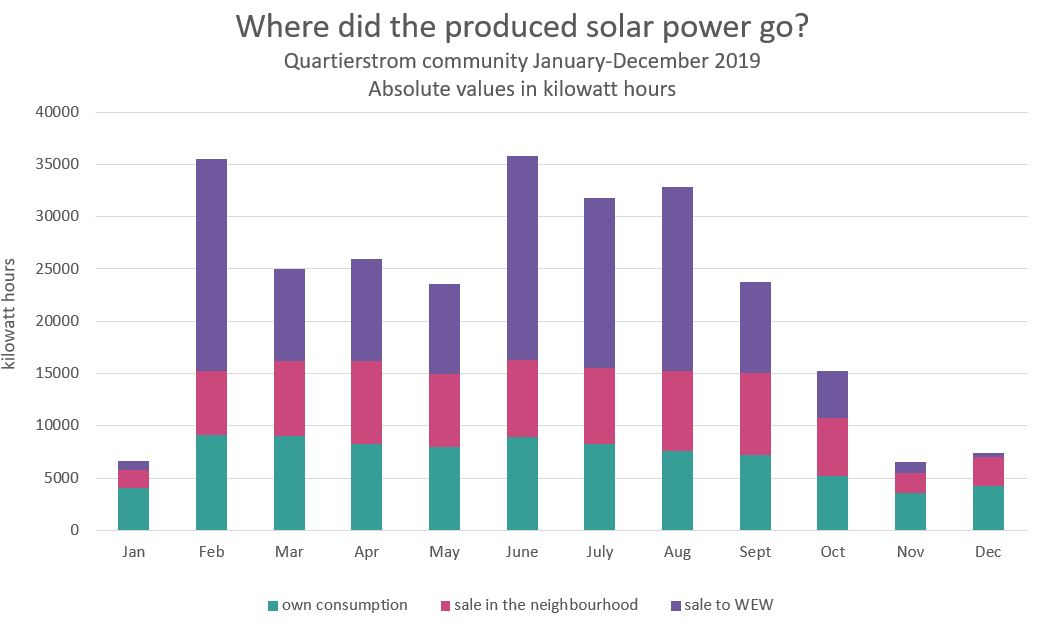 Where did the produced solar power go?
Quartierstrom community January-December 2019
Absolute values in kilowatt hours
kilowatt hours
40000
35000
30000
25000
20000
15000
10000
5000
0
Jan Feb Mar Apr May June July Aug Sept Oct Nov Dec
own consumption sale in the neighbourhood sale to WEW